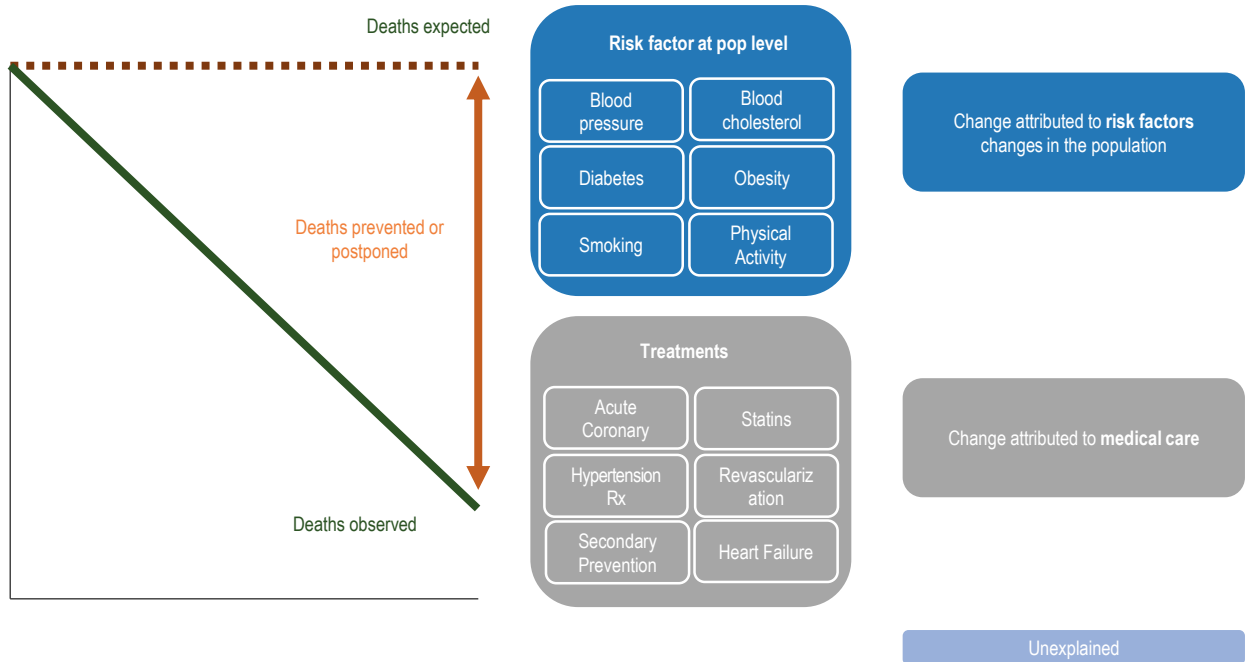 Deaths expected
Deaths prevented or
postponed
Deaths observed
Risk factor at pop level
Blood
pressure
Blood
cholesterol
Diabetes
Obesity
Smoking
Physical
Activity
Treatments
Acute
Coronary
Statins
Hypertension
Rx
Revasculariz
ation
Secondary
Prevention
Heart Failure
Change attributed to risk factors
changes in the population
Change attributed to medical care
Unexplained